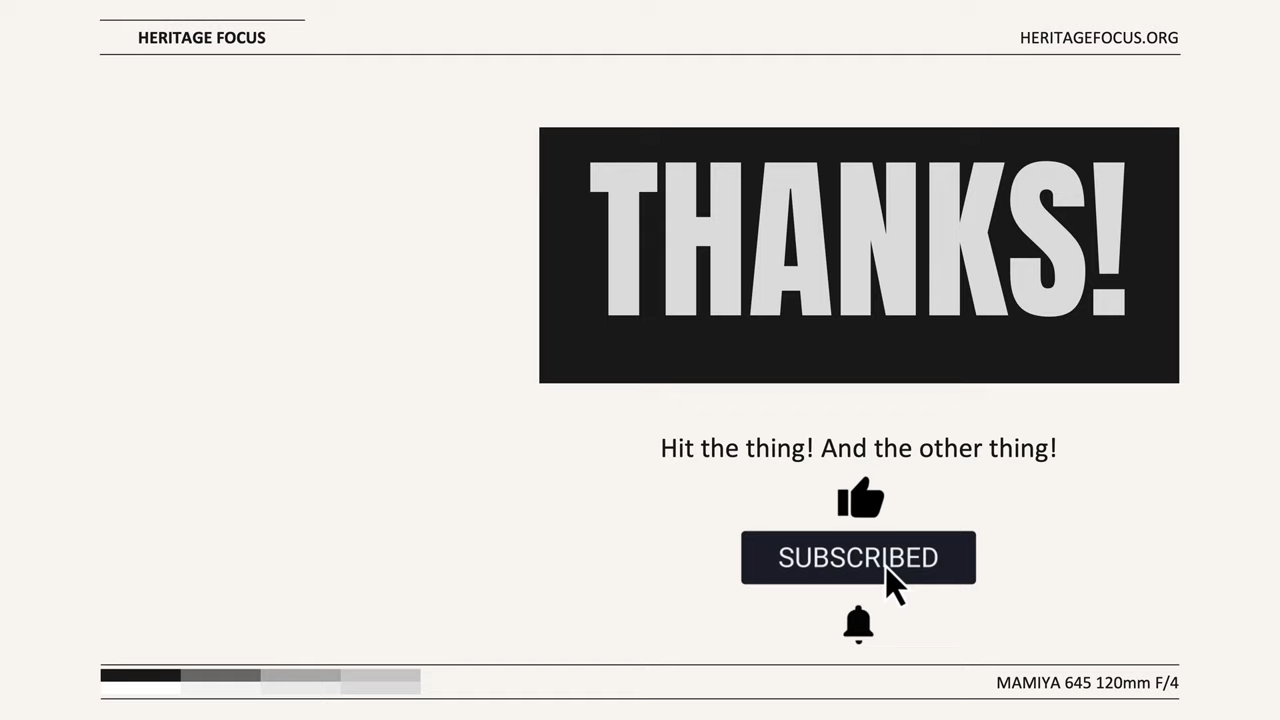 HERITAGE FOCUS
HERITAGEFOCUS.ORG
THANKS!
Hit the thing! And the other thing!
SUBSCRIBED
MAMIYA 645 120mm F/4